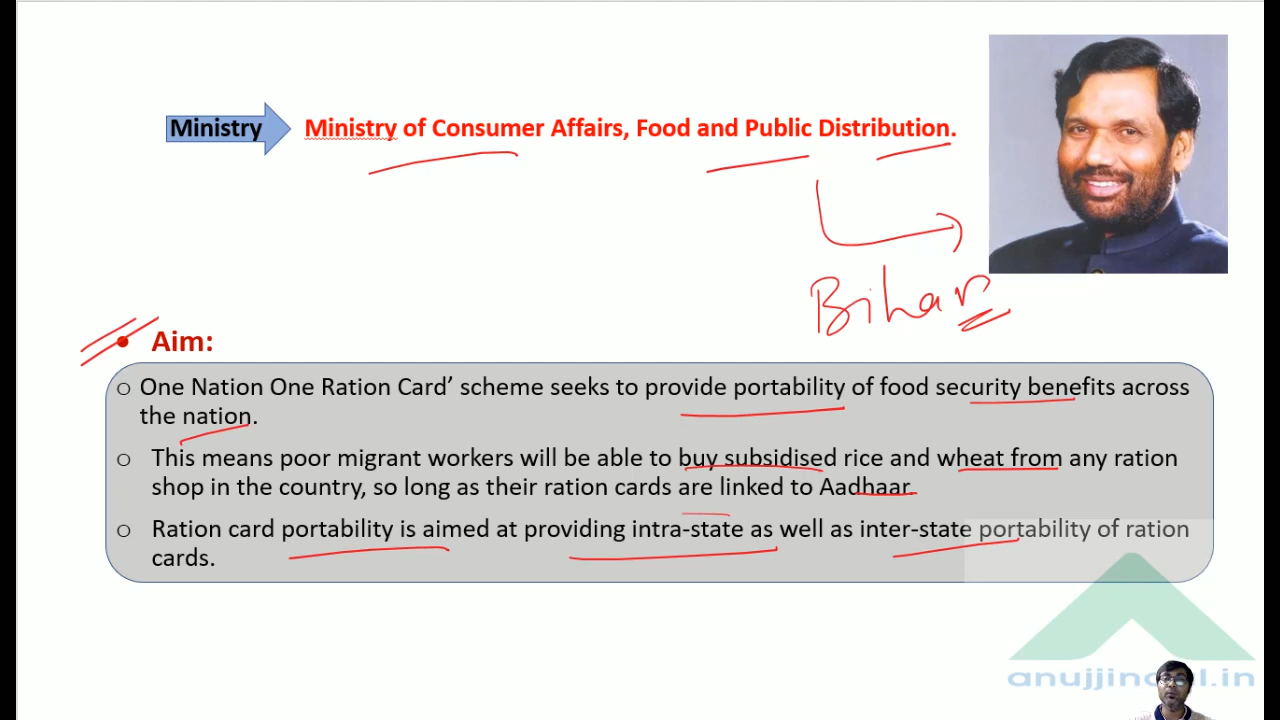 Ministry
Ministry of Consumer Affairs, Food and Public Distribution.
Bihar
• Aim:
o One Nation One Ration Card’ scheme seeks to provide portability of food security benefits across
the nation.
o This means poor migrant workers will be able to buy subsidised rice and wheat from any ration
shop in the country, so long as their ration cards are linked to Aadhaar.
o Ration card portability is aimed at providing intra-state as well as inter-state portability of ration
cards.